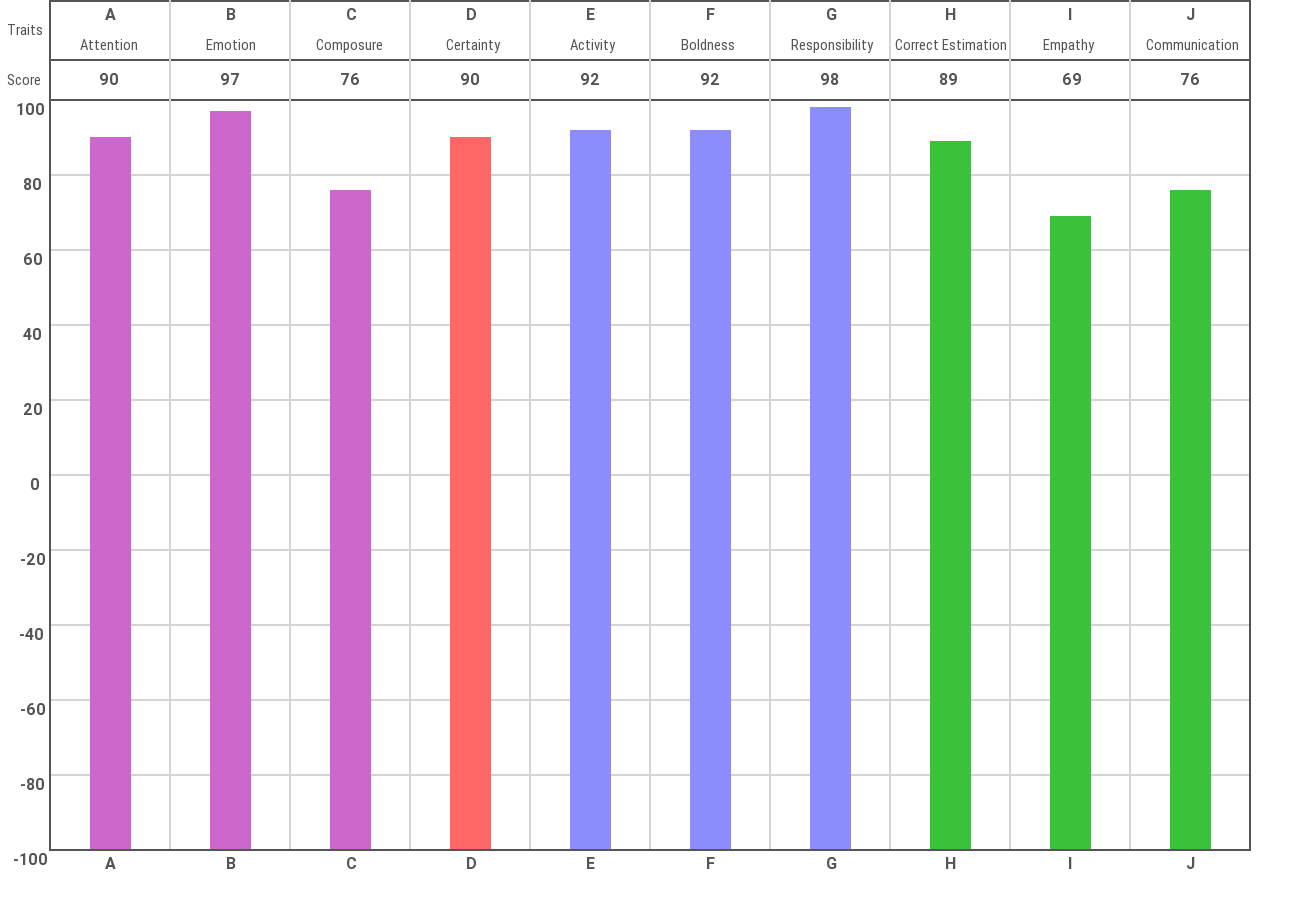 A B C D E F G H I J
Traits
Attention Emotion Composure Certainty Activity Boldness Responsibility Correct Estimation Empathy Communication
Score 90 97 76 90 92 92 98 89 69 76
100
80
60
40
20
0
-20
-40
-60
-80
-100
A B C D E F G H I J